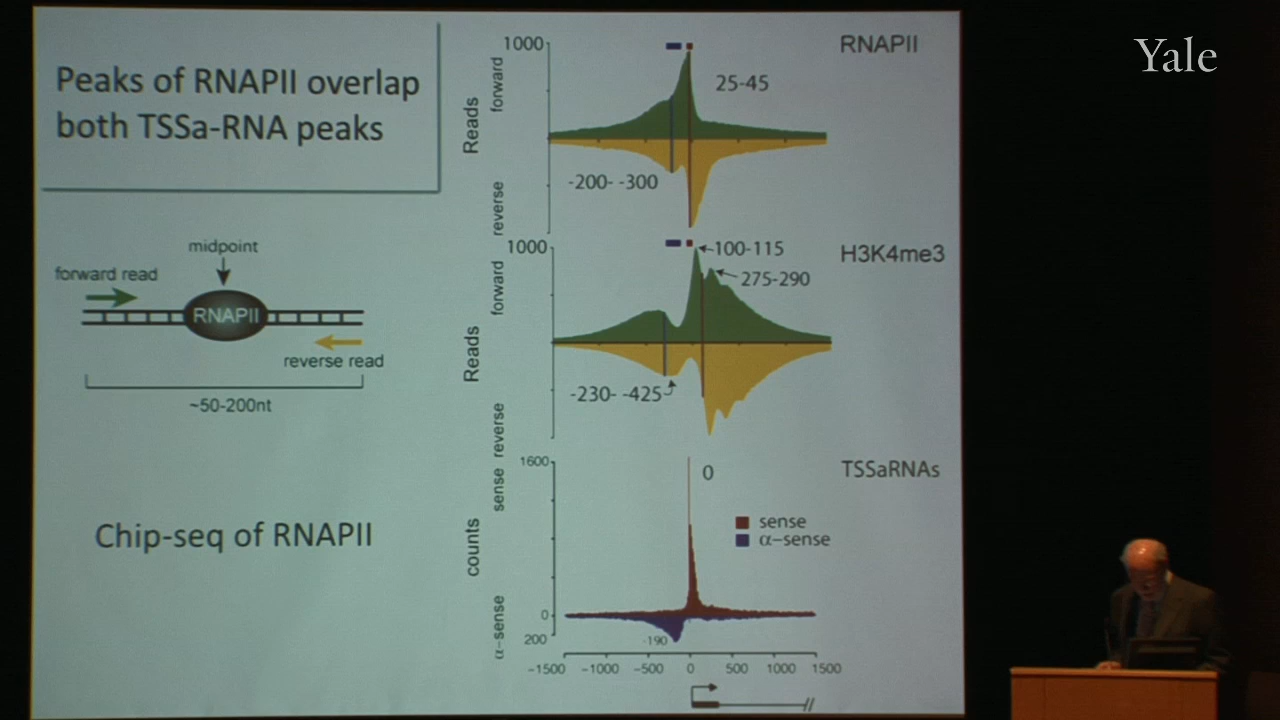 Peaks of RNAPII overlap
both TSSa-RNA peaks
midpoint
forward read
RNAPII
reverse read
~50-200nt
Chip-seq of RNAPII
1000
RNAPII
25-45
forward
Reads
reverse
-200- -300
1000
H3K4me3
100-115
275-290
forward
Reads
reverse
-230- -425
1600
TSSaRNAs
0
sense
counts
α-sense
sense
α-sense
0
200
-190
-1500 -1000 -500 0 500 1000 1500
Yale